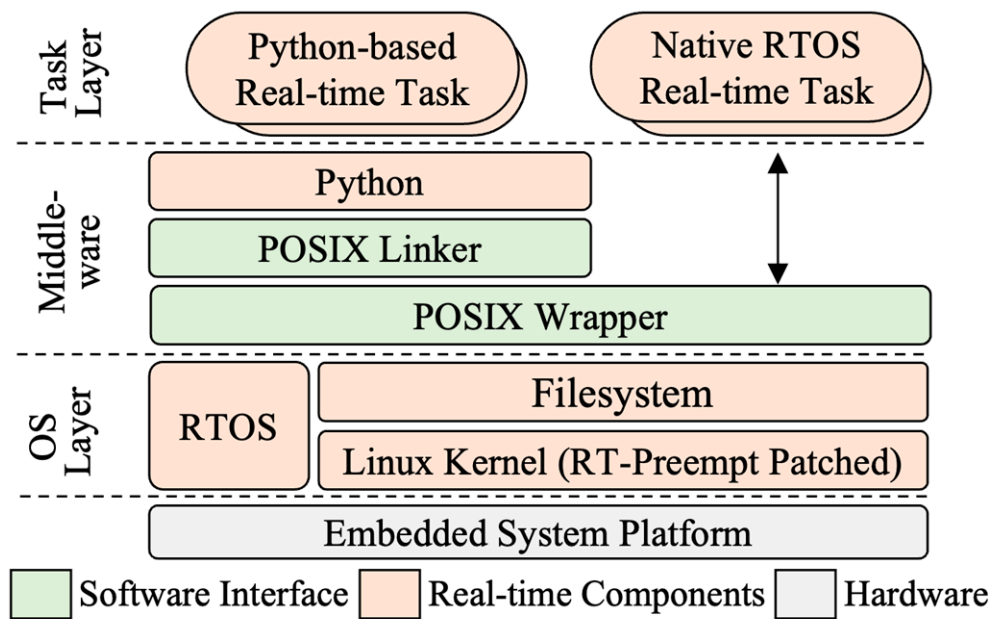 Task
Layer
Python-based
Real-time Task
Native RTOS
Real-time Task
Middle-
ware
Python
POSIX Linker
POSIX Wrapper
OS
Layer
RTOS
Filesystem
Linux Kernel (RT-Preempt Patched)
Embedded System Platform
Software Interface
Real-time Components
Hardware